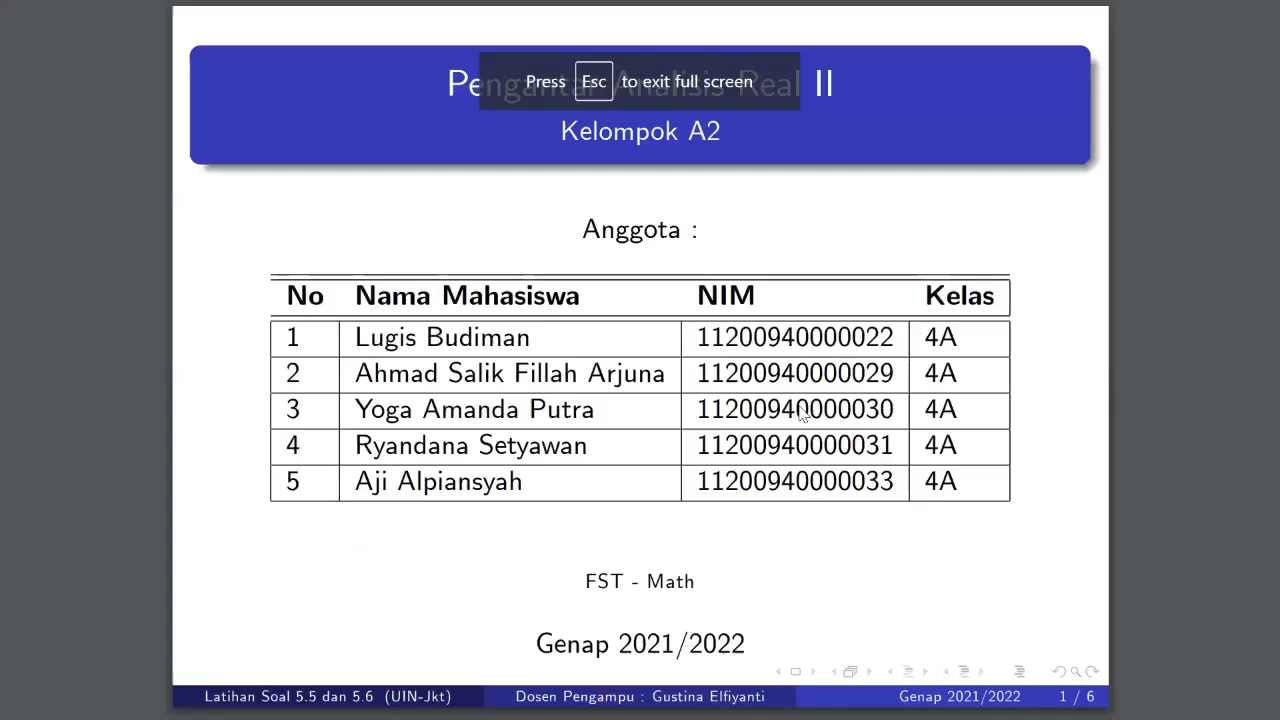 Pengantar Analisis Real II
Press Esc to exit full screen
Kelompok A2
Anggota :
No Nama Mahasiswa NIM Kelas
1 Lugis Budiman 11200940000022 4A
2 Ahmad Salik Fillah Arjuna 11200940000029 4A
3 Yoga Amanda Putra 11200940000030 4A
4 Ryandana Setyawan 11200940000031 4A
5 Aji Alpiansyah 11200940000033 4A
FST - Math
Genap 2021/2022
Latihan Soal 5.5 dan 5.6 (UIN-Jkt) Dosen Pengampu : Gustina Elfiyanti Genap 2021/2022 1 / 6